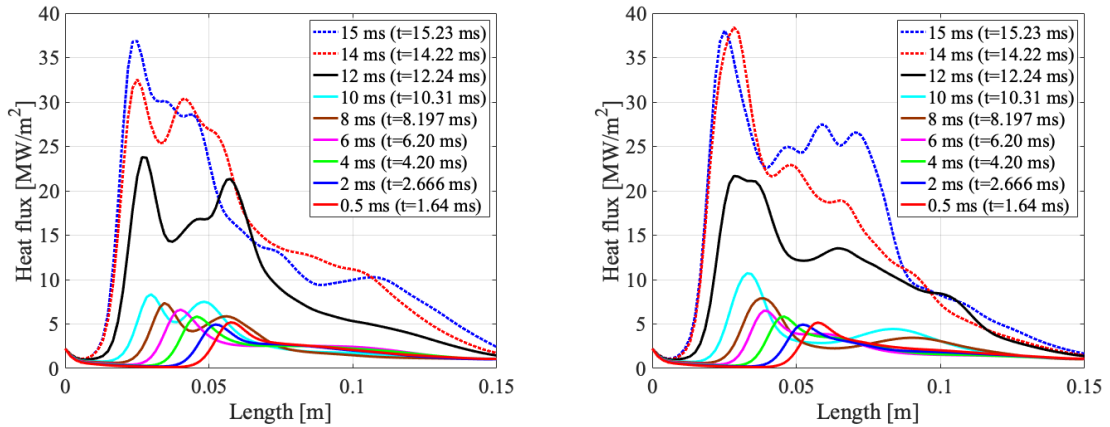 40
35
30
25
20
15
10
5
0
Heat flux [MW/m²]
0
0.05
0.1
0.15
Length [m]
15 ms (t=15.23 ms)
14 ms (t=14.22 ms)
12 ms (t=12.24 ms)
10 ms (t=10.31 ms)
8 ms (t=8.197 ms)
6 ms (t=6.20 ms)
4 ms (t=4.20 ms)
2 ms (t=2.666 ms)
0.5 ms (t=1.64 ms)
40
35
30
25
20
15
10
5
0
Heat flux [MW/m²]
0
0.05
0.1
0.15
Length [m]
15 ms (t=15.23 ms)
14 ms (t=14.22 ms)
12 ms (t=12.24 ms)
10 ms (t=10.31 ms)
8 ms (t=8.197 ms)
6 ms (t=6.20 ms)
4 ms (t=4.20 ms)
2 ms (t=2.666 ms)
0.5 ms (t=1.64 ms)